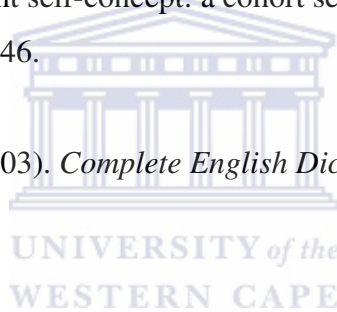 nt self-concept: a cohort se
46.
03). Complete English Dic
UNIVERSITY of the
WESTERN CAPE